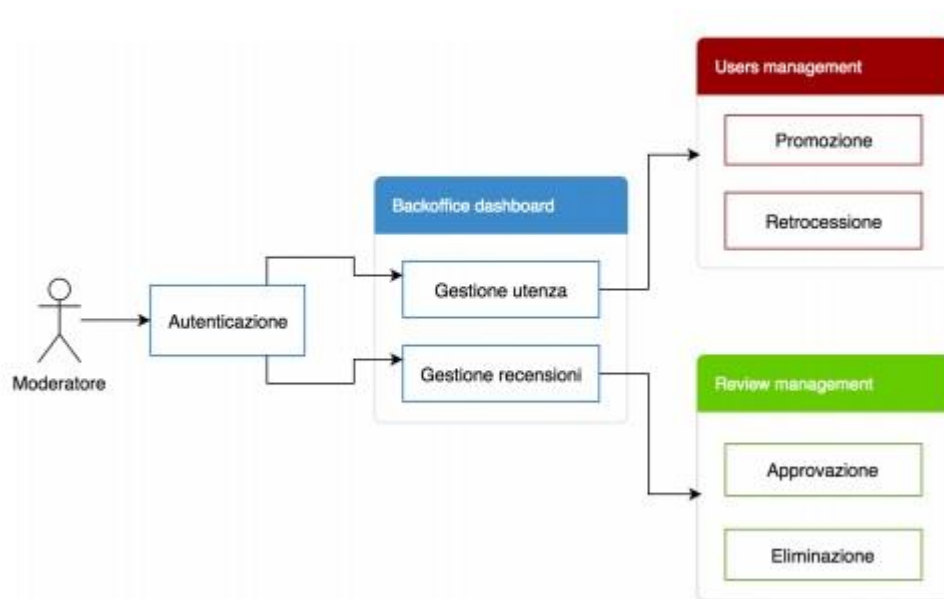 Users management
Promozione
Retrocessione
Backoffice dashboard
Gestione utenza
Gestione recensioni
Autenticazione
Moderatore
Review management
Approvazione
Eliminazione